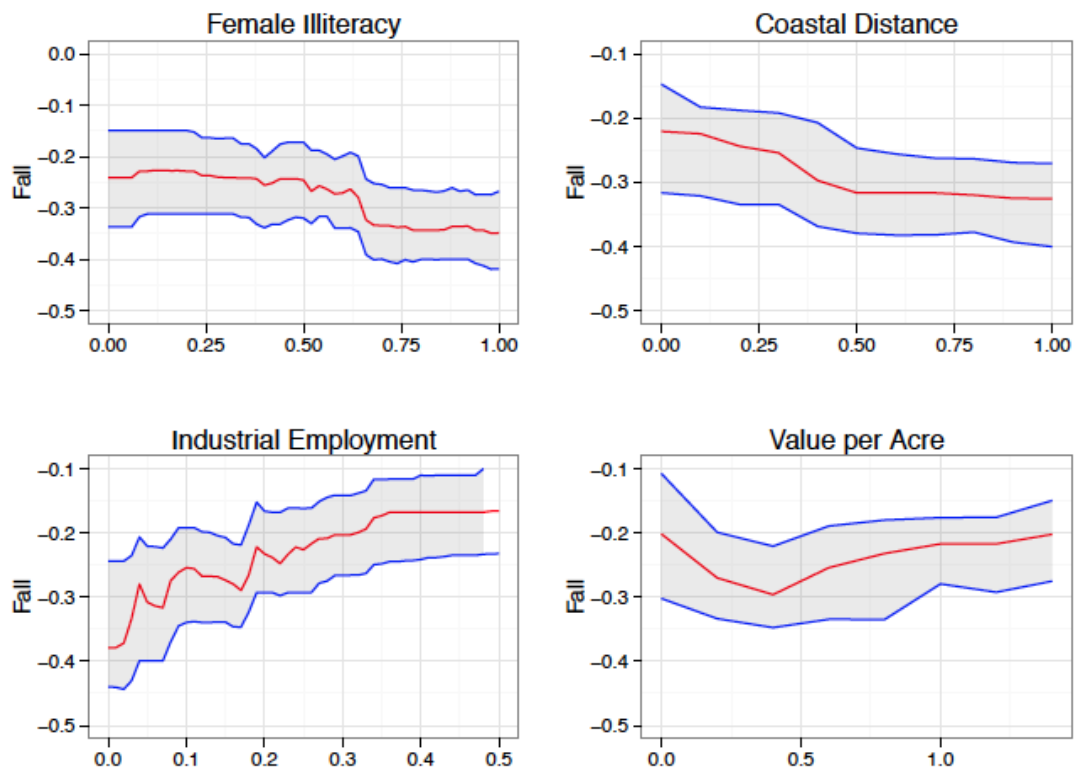 Female Illiteracy
Fall
0.0
−0.1
−0.2
−0.3
−0.4
−0.5
0.00 0.25 0.50 0.75 1.00
Coastal Distance
Fall
−0.1
−0.2
−0.3
−0.4
−0.5
0.00 0.25 0.50 0.75 1.00
Industrial Employment
Fall
−0.1
−0.2
−0.3
−0.4
−0.5
0.0 0.1 0.2 0.3 0.4 0.5
Value per Acre
Fall
−0.1
−0.2
−0.3
−0.4
−0.5
0.0 0.5 1.0